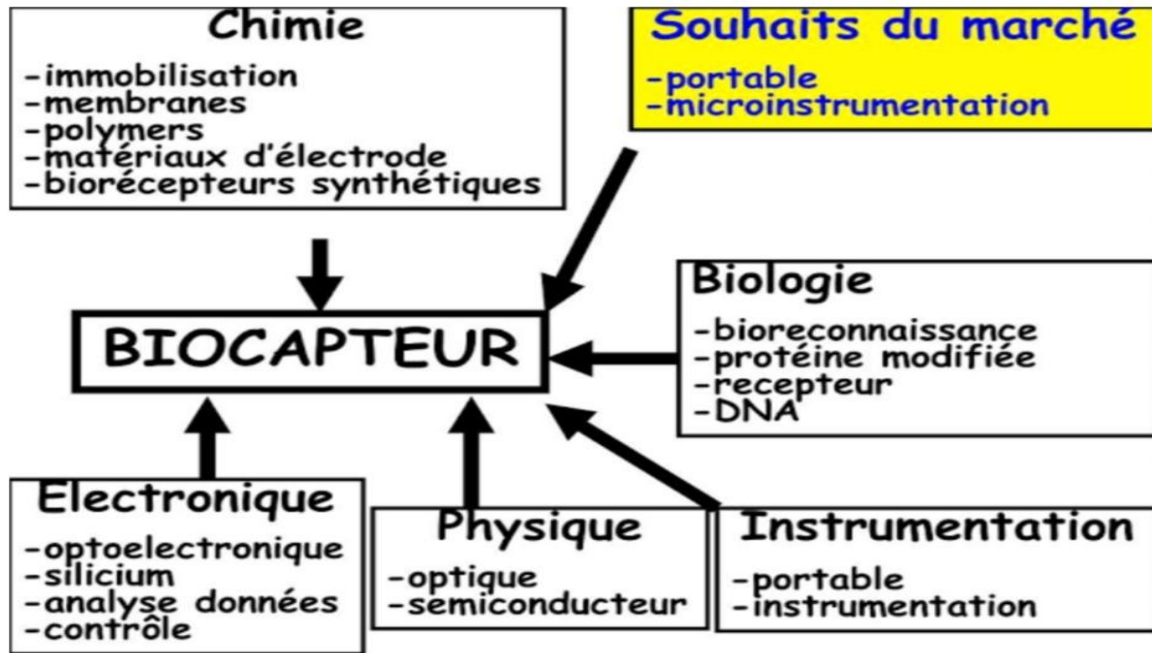 Chimie
-immobilisation
-membranes
-polymers
-matériaux d'électrode
-biorécepteurs synthétiques
Souhaits du marché
-portable
-microinstrumentation
BIOCAPTEUR
Biologie
-bioreconnaissance
-protéine modifiée
-recepteur
-DNA
Electronique
-optoelectronique
-silicium
-analyse données
-contrôle
Physique
-optique
-semiconducteur
Instrumentation
-portable
-instrumentation